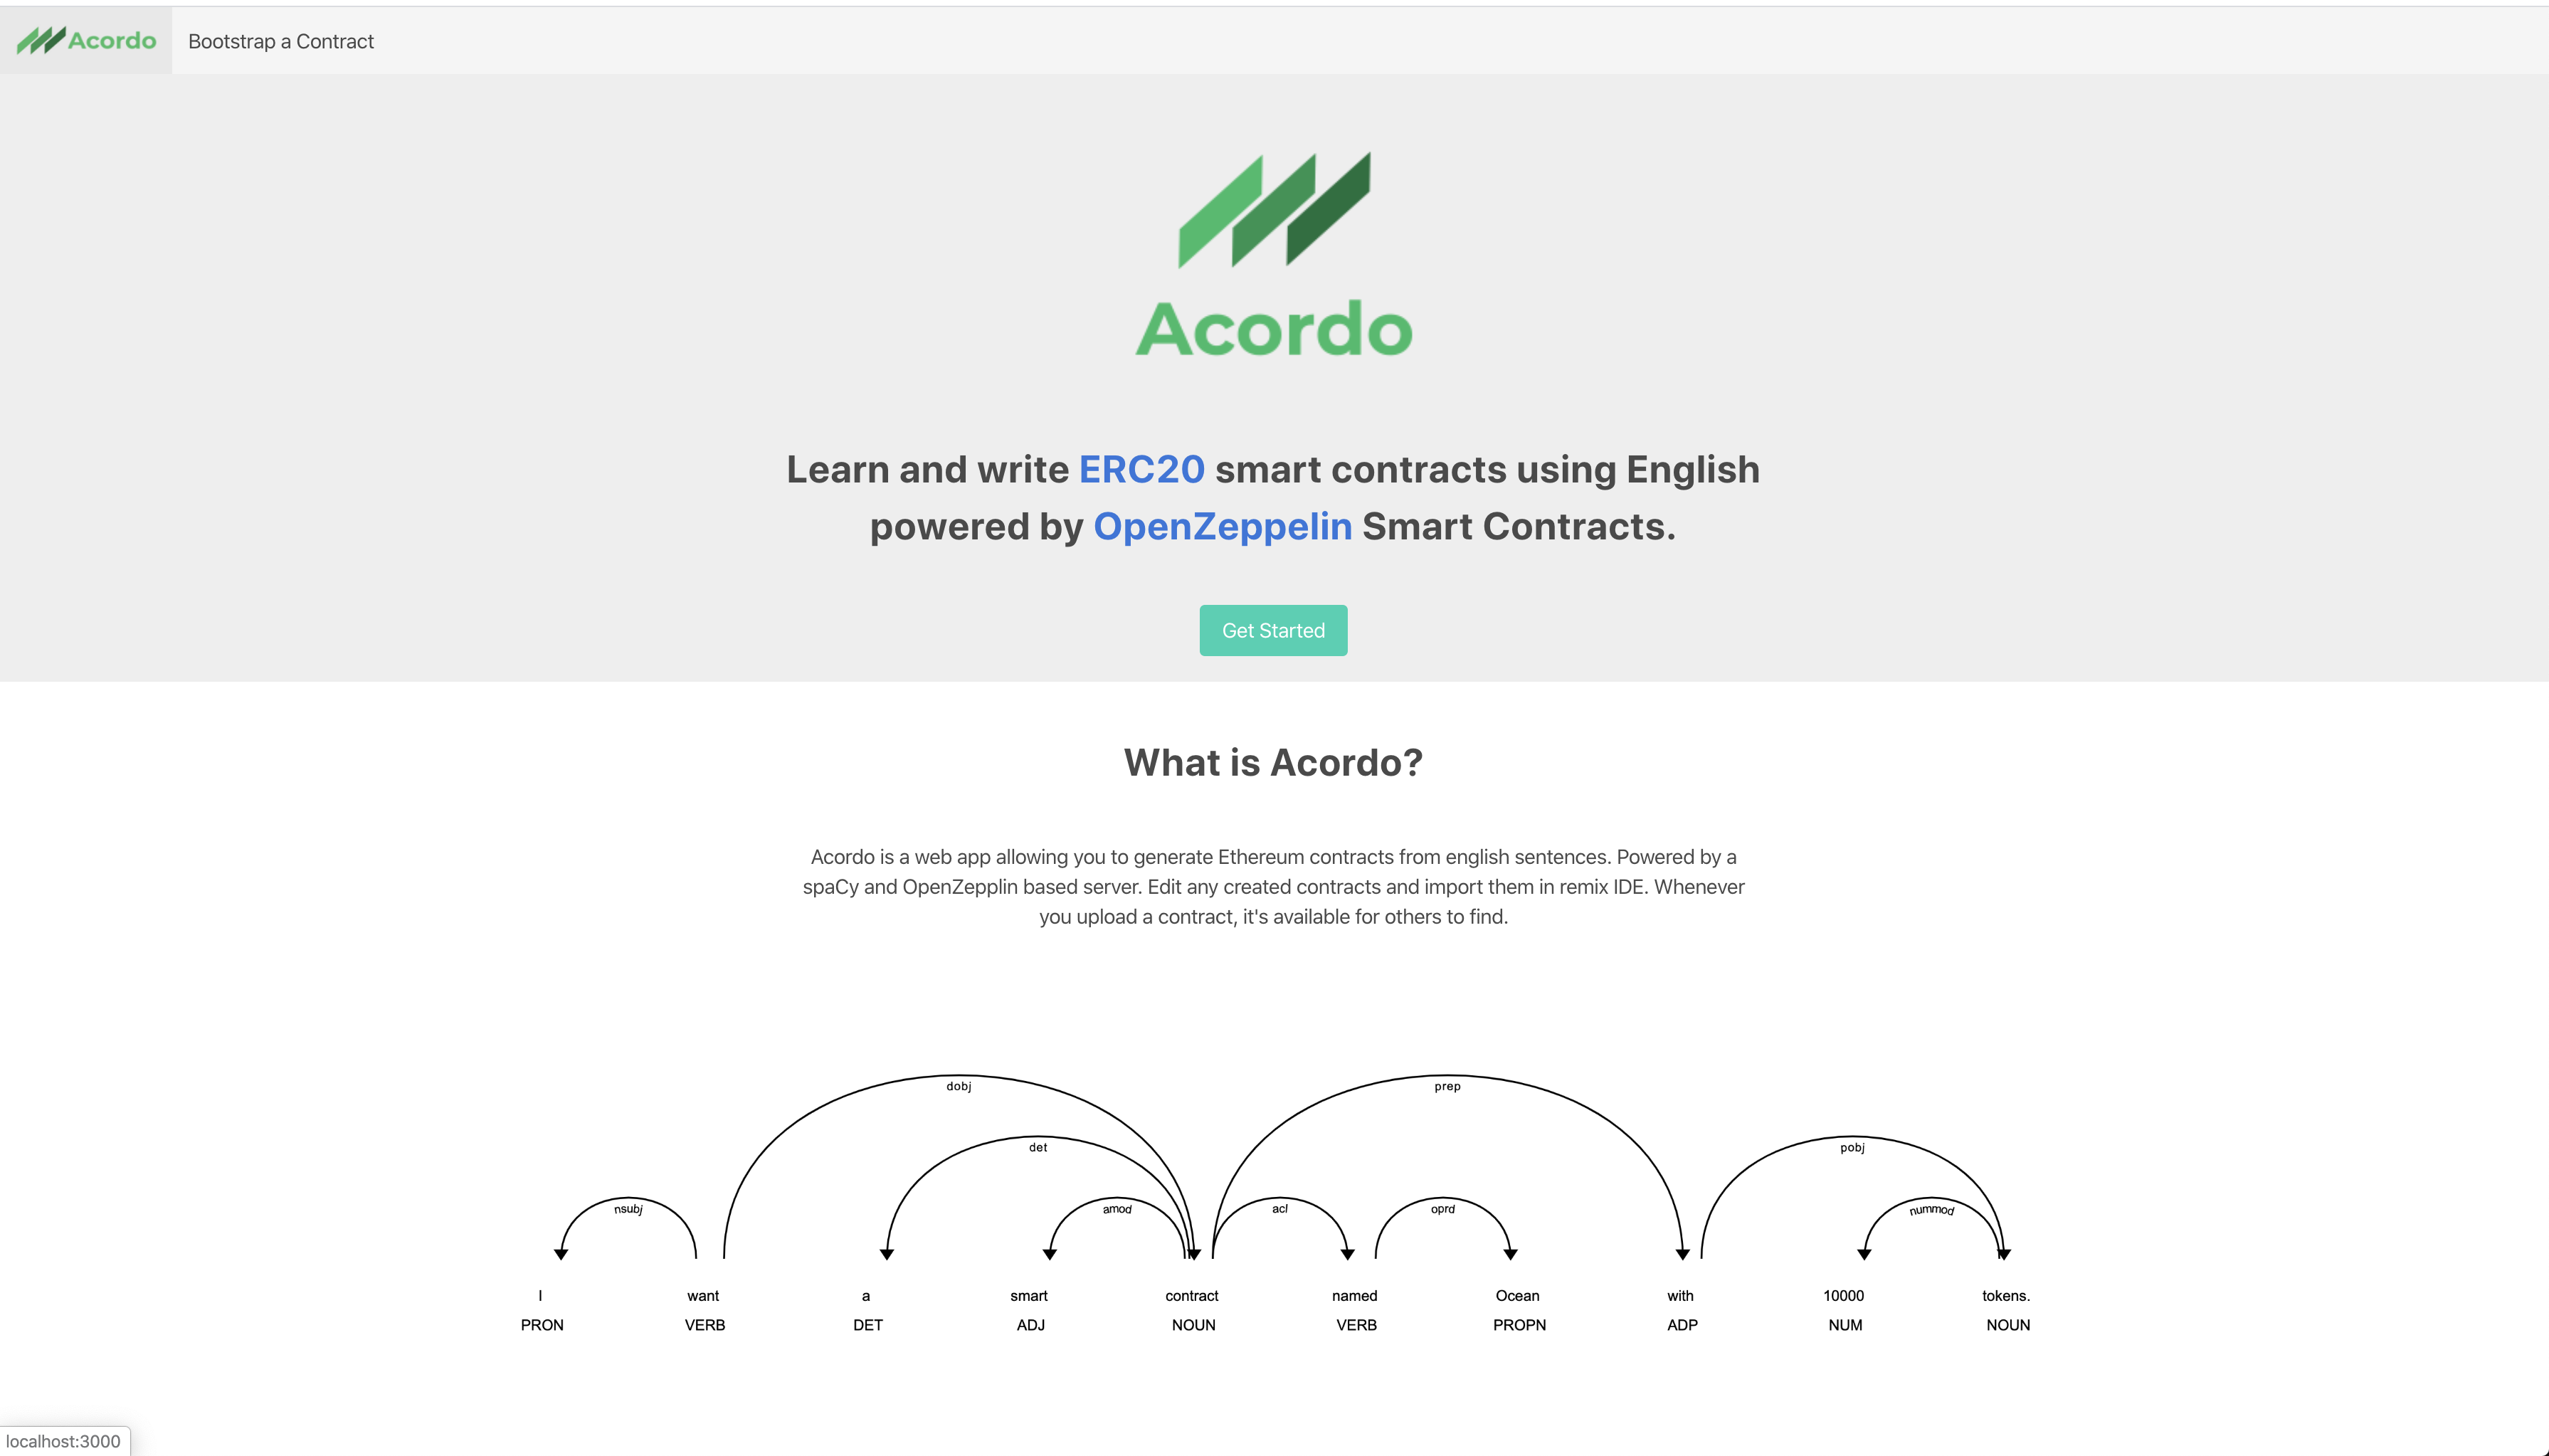 Acordo Bootstrap a Contract
Acordo
Learn and write ERC20 smart contracts using English
powered by OpenZeppelin Smart Contracts.
Get Started
What is Acordo?
Acordo is a web app allowing you to generate Ethereum contracts from english sentences. Powered by a
spaCy and OpenZepplin based server. Edit any created contracts and import them in remix IDE. Whenever
you upload a contract, it's available for others to find.
dobj prep
det pobj
nsubj amod acl oprd nummod
I want a smart contract named Ocean with 10000 tokens.
PRON VERB DET ADJ NOUN VERB PROPN ADP NUM NOUN
localhost:3000